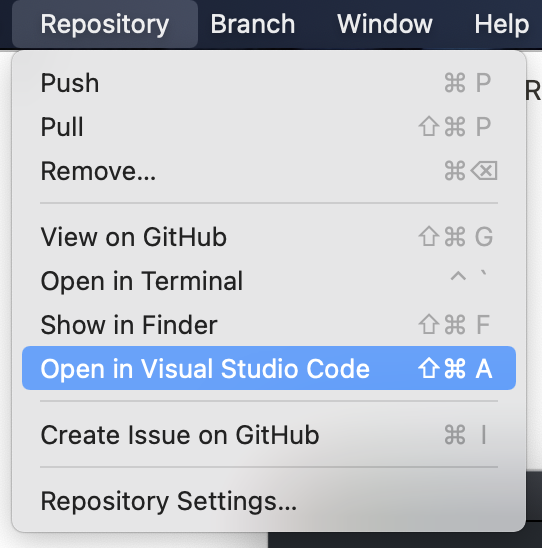 Repository Branch Window Help
Push ⌘ P
Pull ⇧⌘ P
Remove... ⌘⌫
View on GitHub ⇧⌘ G
Open in Terminal ^ `
Show in Finder ⇧⌘ F
Open in Visual Studio Code ⇧⌘ A
Create Issue on GitHub ⌘ I
Repository Settings...
R